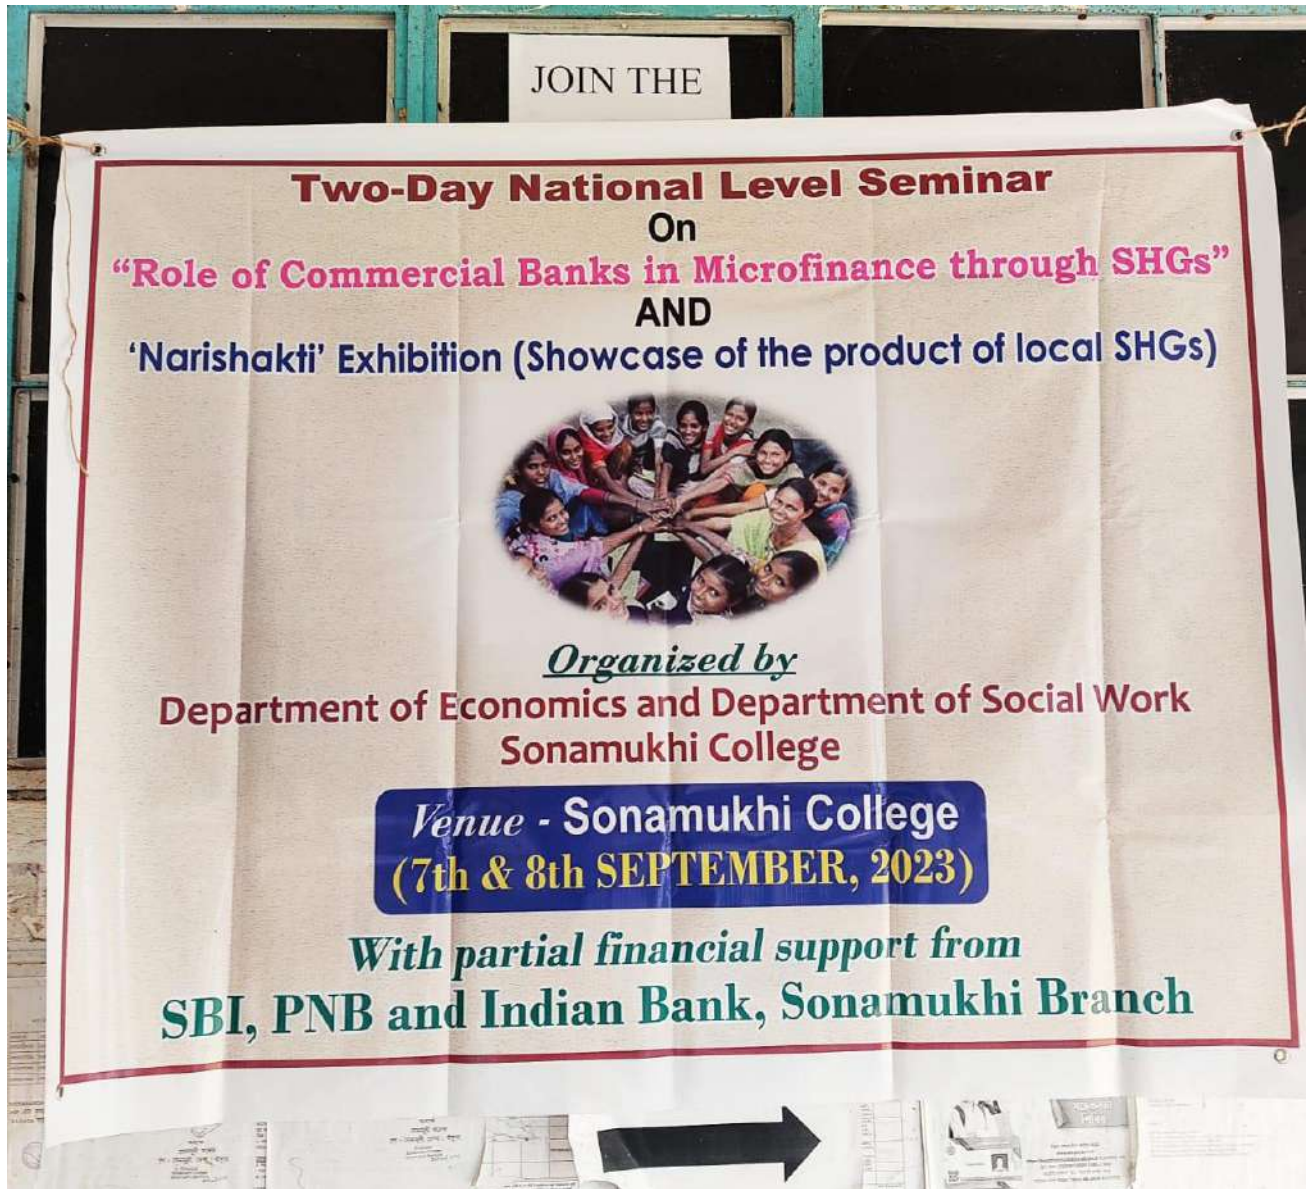 JOIN THE
Two-Day National Level Seminar
On
“Role of Commercial Banks in Microfinance through SHGs”
AND
‘Narishakti’ Exhibition (Showcase of the product of local SHGs)
Organized by
Department of Economics and Department of Social Work
Sonamukhi College
Venue - Sonamukhi College
(7th & 8th SEPTEMBER, 2023)
With partial financial support from
SBI, PNB and Indian Bank, Sonamukhi Branch